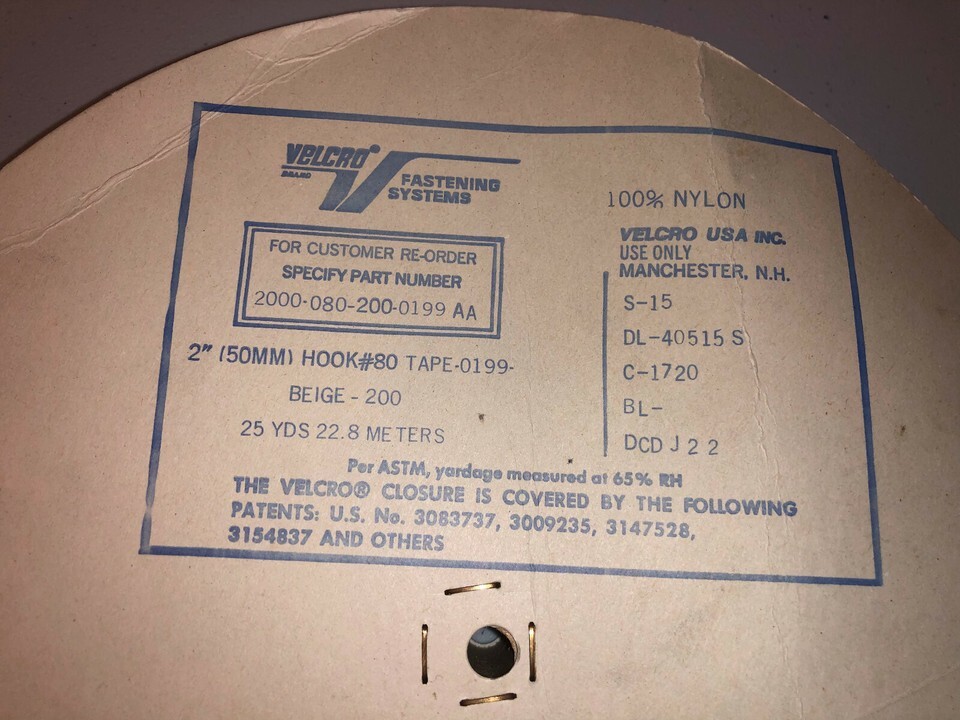 VELCRO®
BRAND
FASTENING
SYSTEMS
FOR CUSTOMER RE-ORDER
SPECIFY PART NUMBER
2000-080-200-0199 AA
2" (50MM) HOOK#80 TAPE-0199-
BEIGE - 200
25 YDS 22.8 METERS
100% NYLON
VELCRO USA INC.
USE ONLY
MANCHESTER, N.H.
S-15
DL-40515 S
C-1720
BL-
DCD J 2 2
Per ASTM, yardage measured at 65% RH
THE VELCRO® CLOSURE IS COVERED BY THE FOLLOWING
PATENTS: U.S. No. 3083737, 3009235, 3147528,
3154837 AND OTHERS